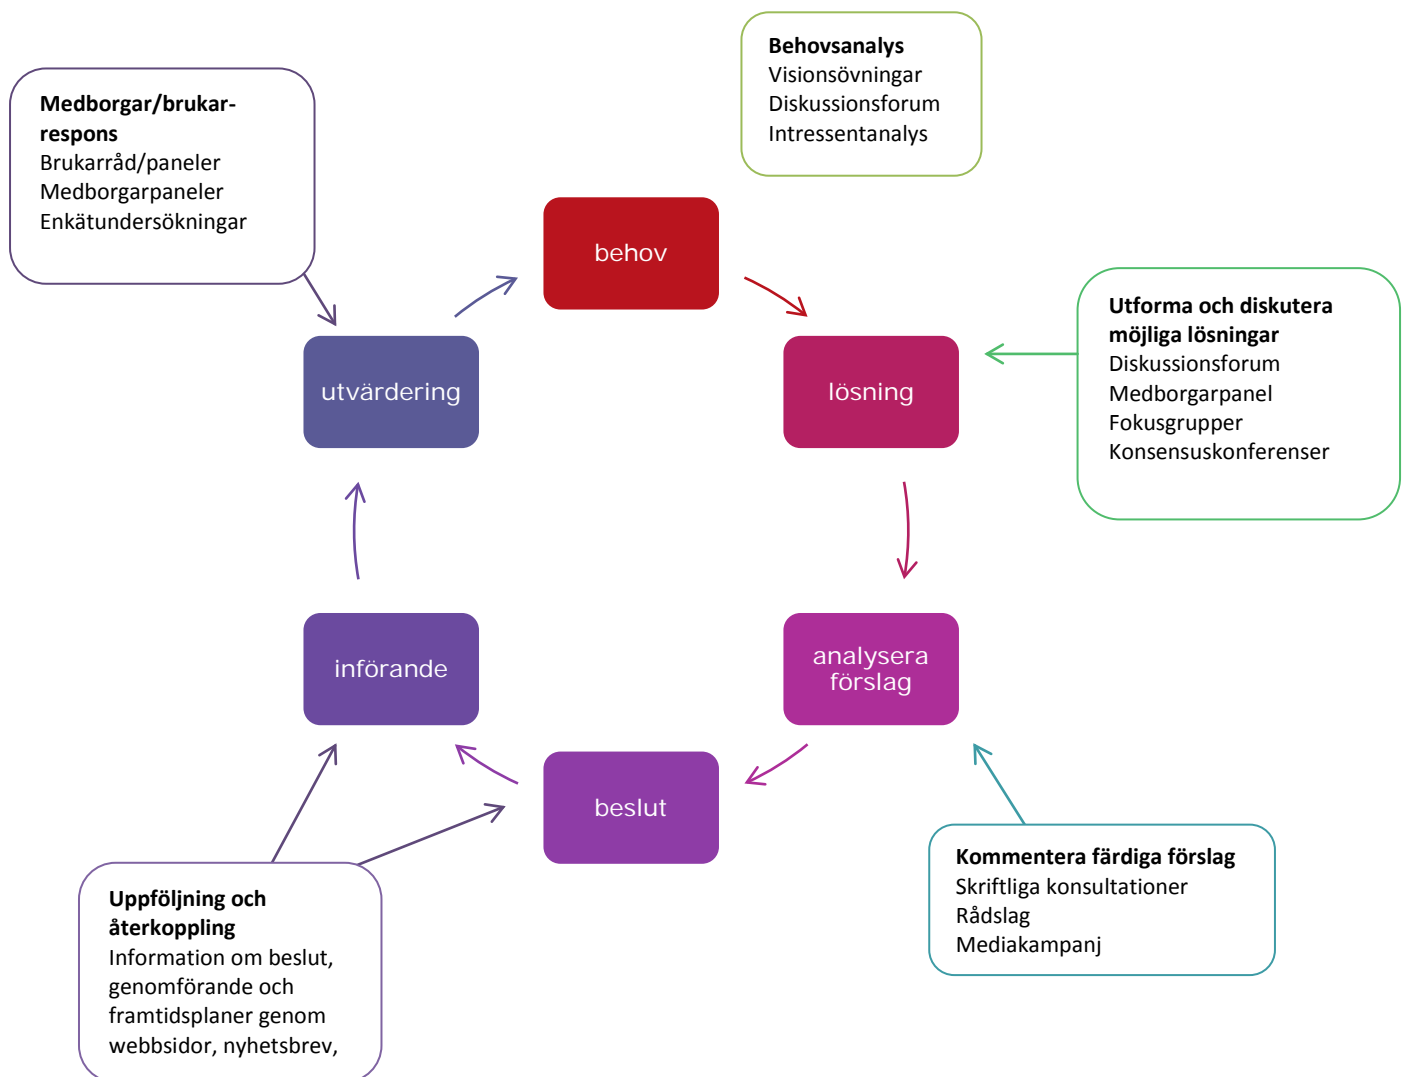 Behovsanalys
Visionsövningar
Diskussionsforum
Intressentanalys
Medborgar/brukar-
respons
Brukarråd/paneler
Medborgarpaneler
Enkätundersökningar
behov
Utforma och diskutera
möjliga lösningar
Diskussionsforum
Medborgarpanel
Fokusgrupper
Konsensuskonferenser
utvärdering
lösning
införande
analysera
förslag
beslut
Kommentera färdiga förslag
Skriftliga konsultationer
Rådslag
Mediakampanj
Uppföljning och
återkoppling
Information om beslut,
genomförande och
framtidsplaner genom
webbsidor, nyhetsbrev,